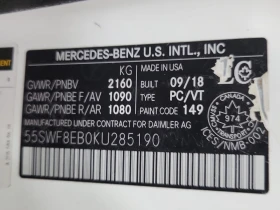 MERCEDES-BENZ U.S. INTL., INC
KG
MADE IN USA
GVWR/PNBV 2160 BUILT 09/18
GAWR/PNBE F/AV 1090 TYPE PC/VT
GAWR/PNBE R/AR 1080 PAINT CODE 149
MANUFACTURED UNDER CONTRACT FOR DAIMLER AG
55SWF8EB0KU285190
CANADA
974
TRANSPORT
ICES/NMB-002